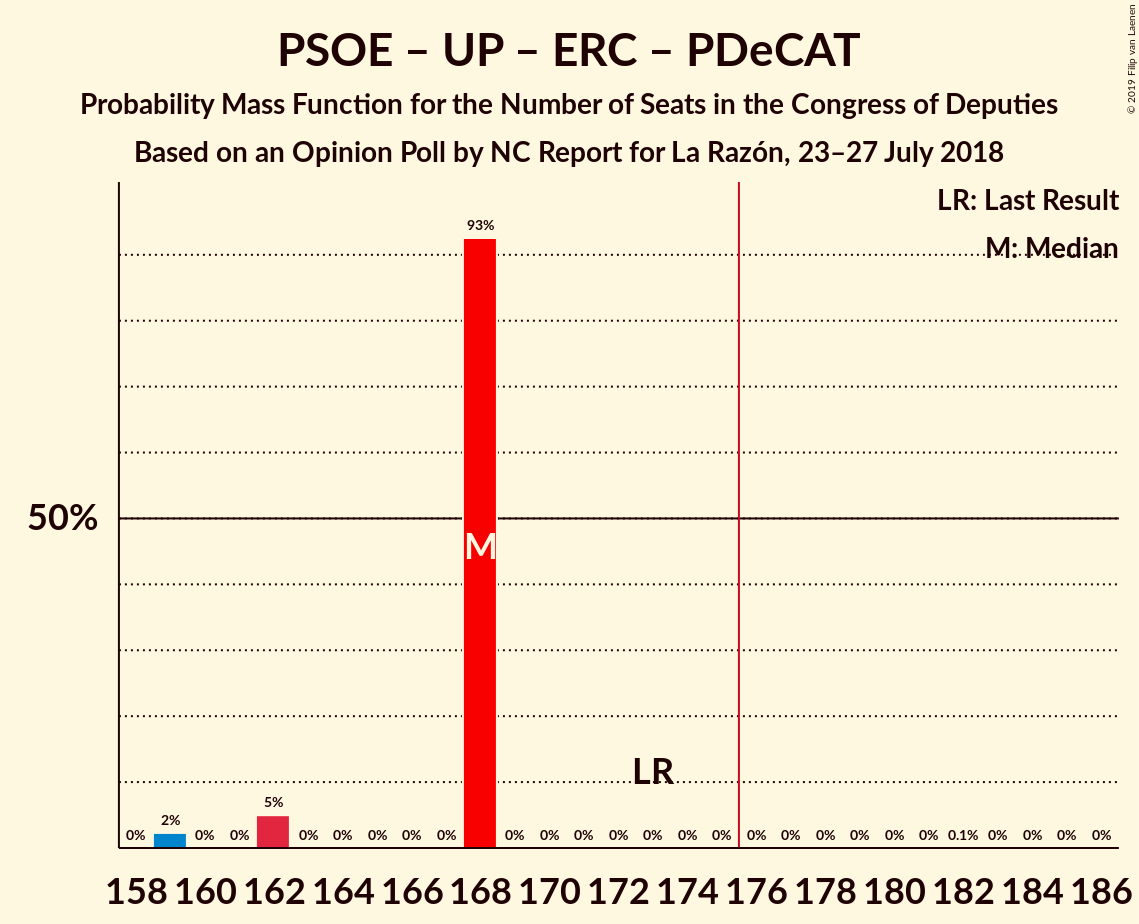 PSOE – UP – ERC – PDeCAT
Probability Mass Function for the Number of Seats in the Congress of Deputies
Based on an Opinion Poll by NC Report for La Razón, 23–27 July 2018
© 2019 Filip van Laenen
LR: Last Result
M: Median
93%
50%
M
LR
5%
2%
0% 0% 0% 0% 0% 0% 0% 0% 0% 0% 0% 0% 0% 0% 0% 0% 0% 0% 0% 0% 0% 0% 0.1% 0% 0% 0% 0%
158 160 162 164 166 168 170 172 174 176 178 180 182 184 186